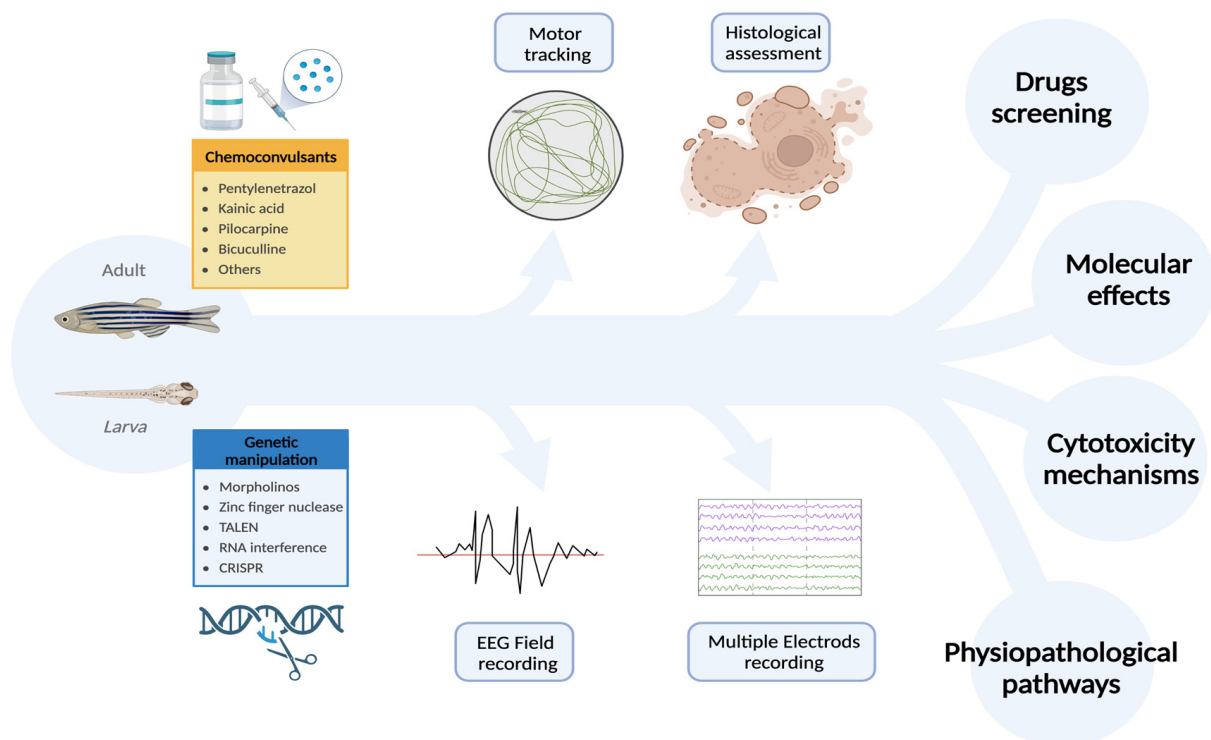 Motor
tracking
Histological
assessment
Drugs
screening
Chemoconvulsants
• Pentylenetrazol
• Kainic acid
• Pilocarpine
• Bicuculline
• Others
Adult
Larva
Molecular
effects
Genetic
manipulation
• Morpholinos
• Zinc finger nuclease
• TALEN
• RNA interference
• CRISPR
Cytotoxicity
mechanisms
EEG Field
recording
Multiple Electrods
recording
Physiopathological
pathways